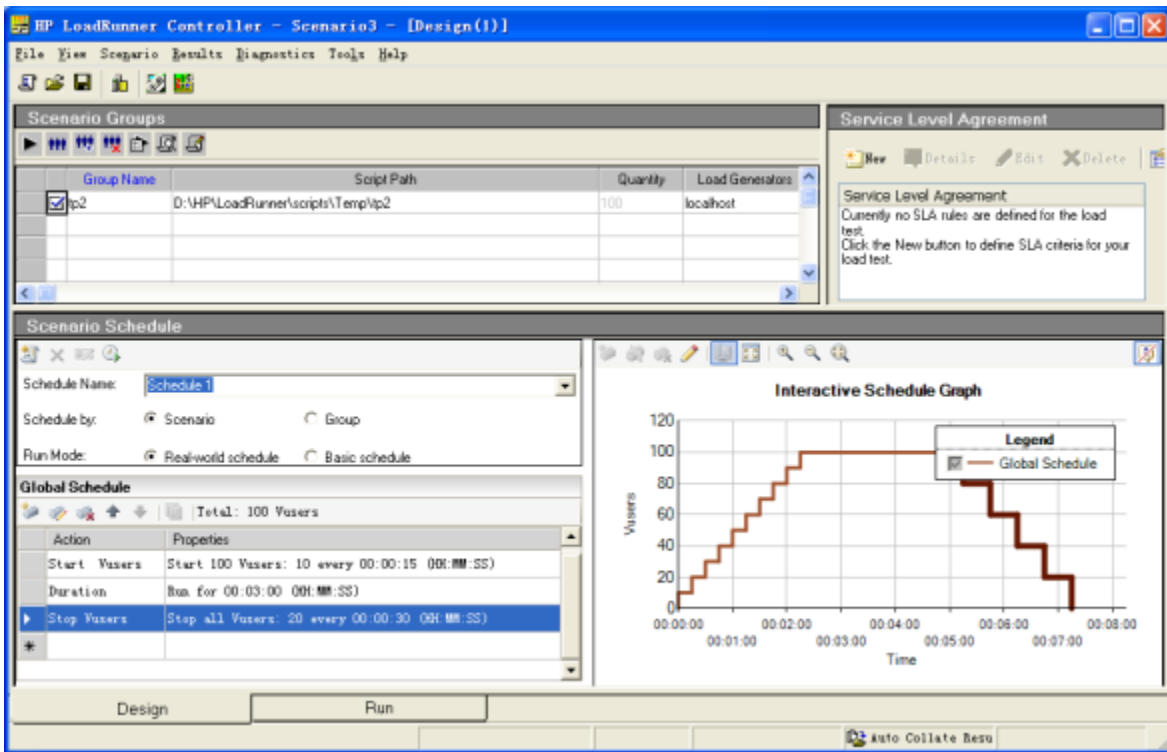 HP LoadRunner Controller - Scenario3 - [Design(1)]
File View Scenario Results Diagnostics Tools Help
Scenario Groups
Group Name Script Path Quantity Load Generators
tp2 D:\HP\LoadRunner\scripts\Temp\tp2 100 localhost
Service Level Agreement
New Details Edit Delete
Service Level Agreement
Currently no SLA rules are defined for the load
test.
Click the New button to define SLA criteria for your
load test.
Scenario Schedule
Schedule Name: Schedule 1
Schedule by: Scenario Group
Run Mode: Real-world schedule Basic schedule
Global Schedule
Total: 100 Vusers
Action Properties
Start Vusers Start 100 Vusers: 10 every 00:00:15 (HH:MM:SS)
Duration Run for 00:03:00 (HH:MM:SS)
Stop Vusers Stop all Vusers: 20 every 00:00:30 (HH:MM:SS)
*
Interactive Schedule Graph
120
100
80
60
40
20
0
Vusers
Legend
Global Schedule
00:00:00 00:02:00 00:04:00 00:06:00 00:08:00
00:01:00 00:03:00 00:05:00 00:07:00
Time
Design Run
Auto Collate Resu